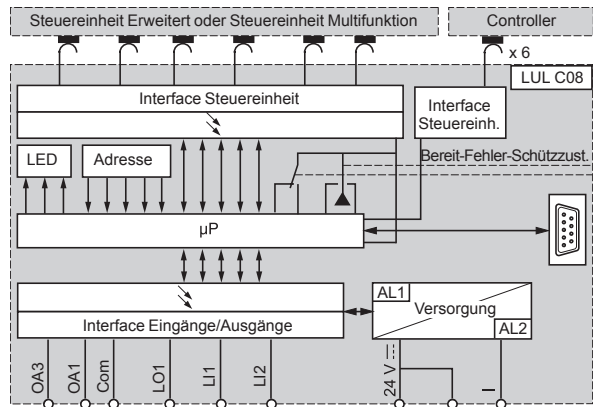 Steuereinheit Erweitert oder Steuereinheit Multifunktion
Controller
x 6
LUL C08
Interface Steuereinheit
Interface
Steuereinh.
LED
Adresse
Bereit-Fehler-Schützzust.
µP
AL1
Versorgung
AL2
Interface Eingänge/Ausgänge
OA3
OA1
Com
LO1
LI1
LI2
24 V
I